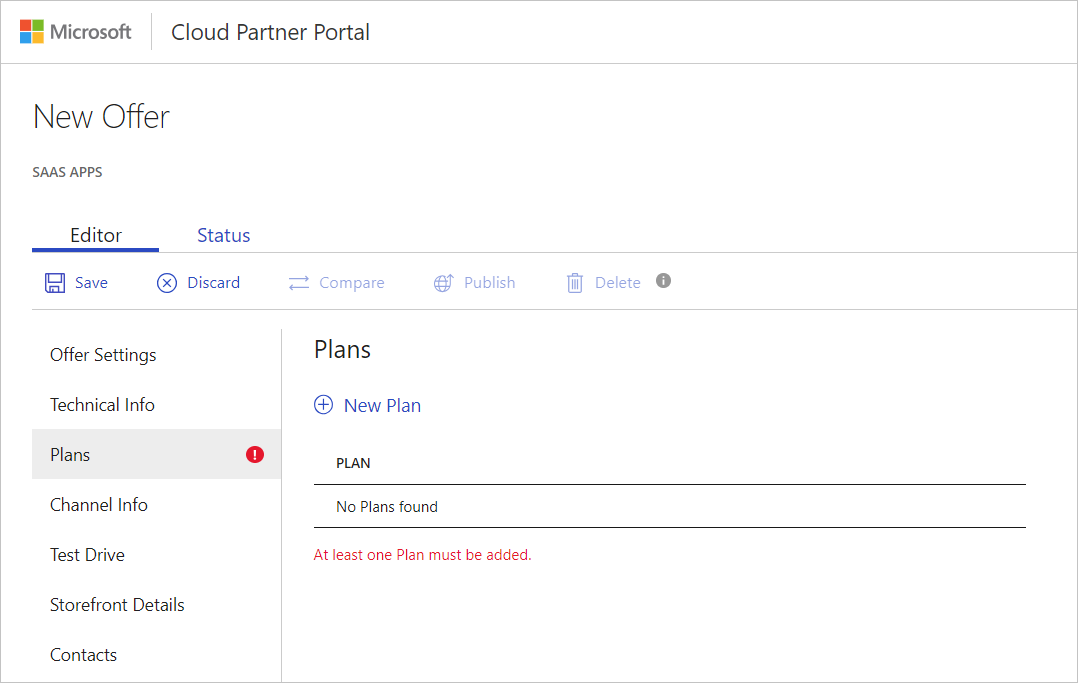 Microsoft Cloud Partner Portal
New Offer
SAAS APPS
Editor Status
Save Discard Compare Publish Delete
Offer Settings
Technical Info
Plans
Channel Info
Test Drive
Storefront Details
Contacts
Plans
New Plan
PLAN
No Plans found
At least one Plan must be added.